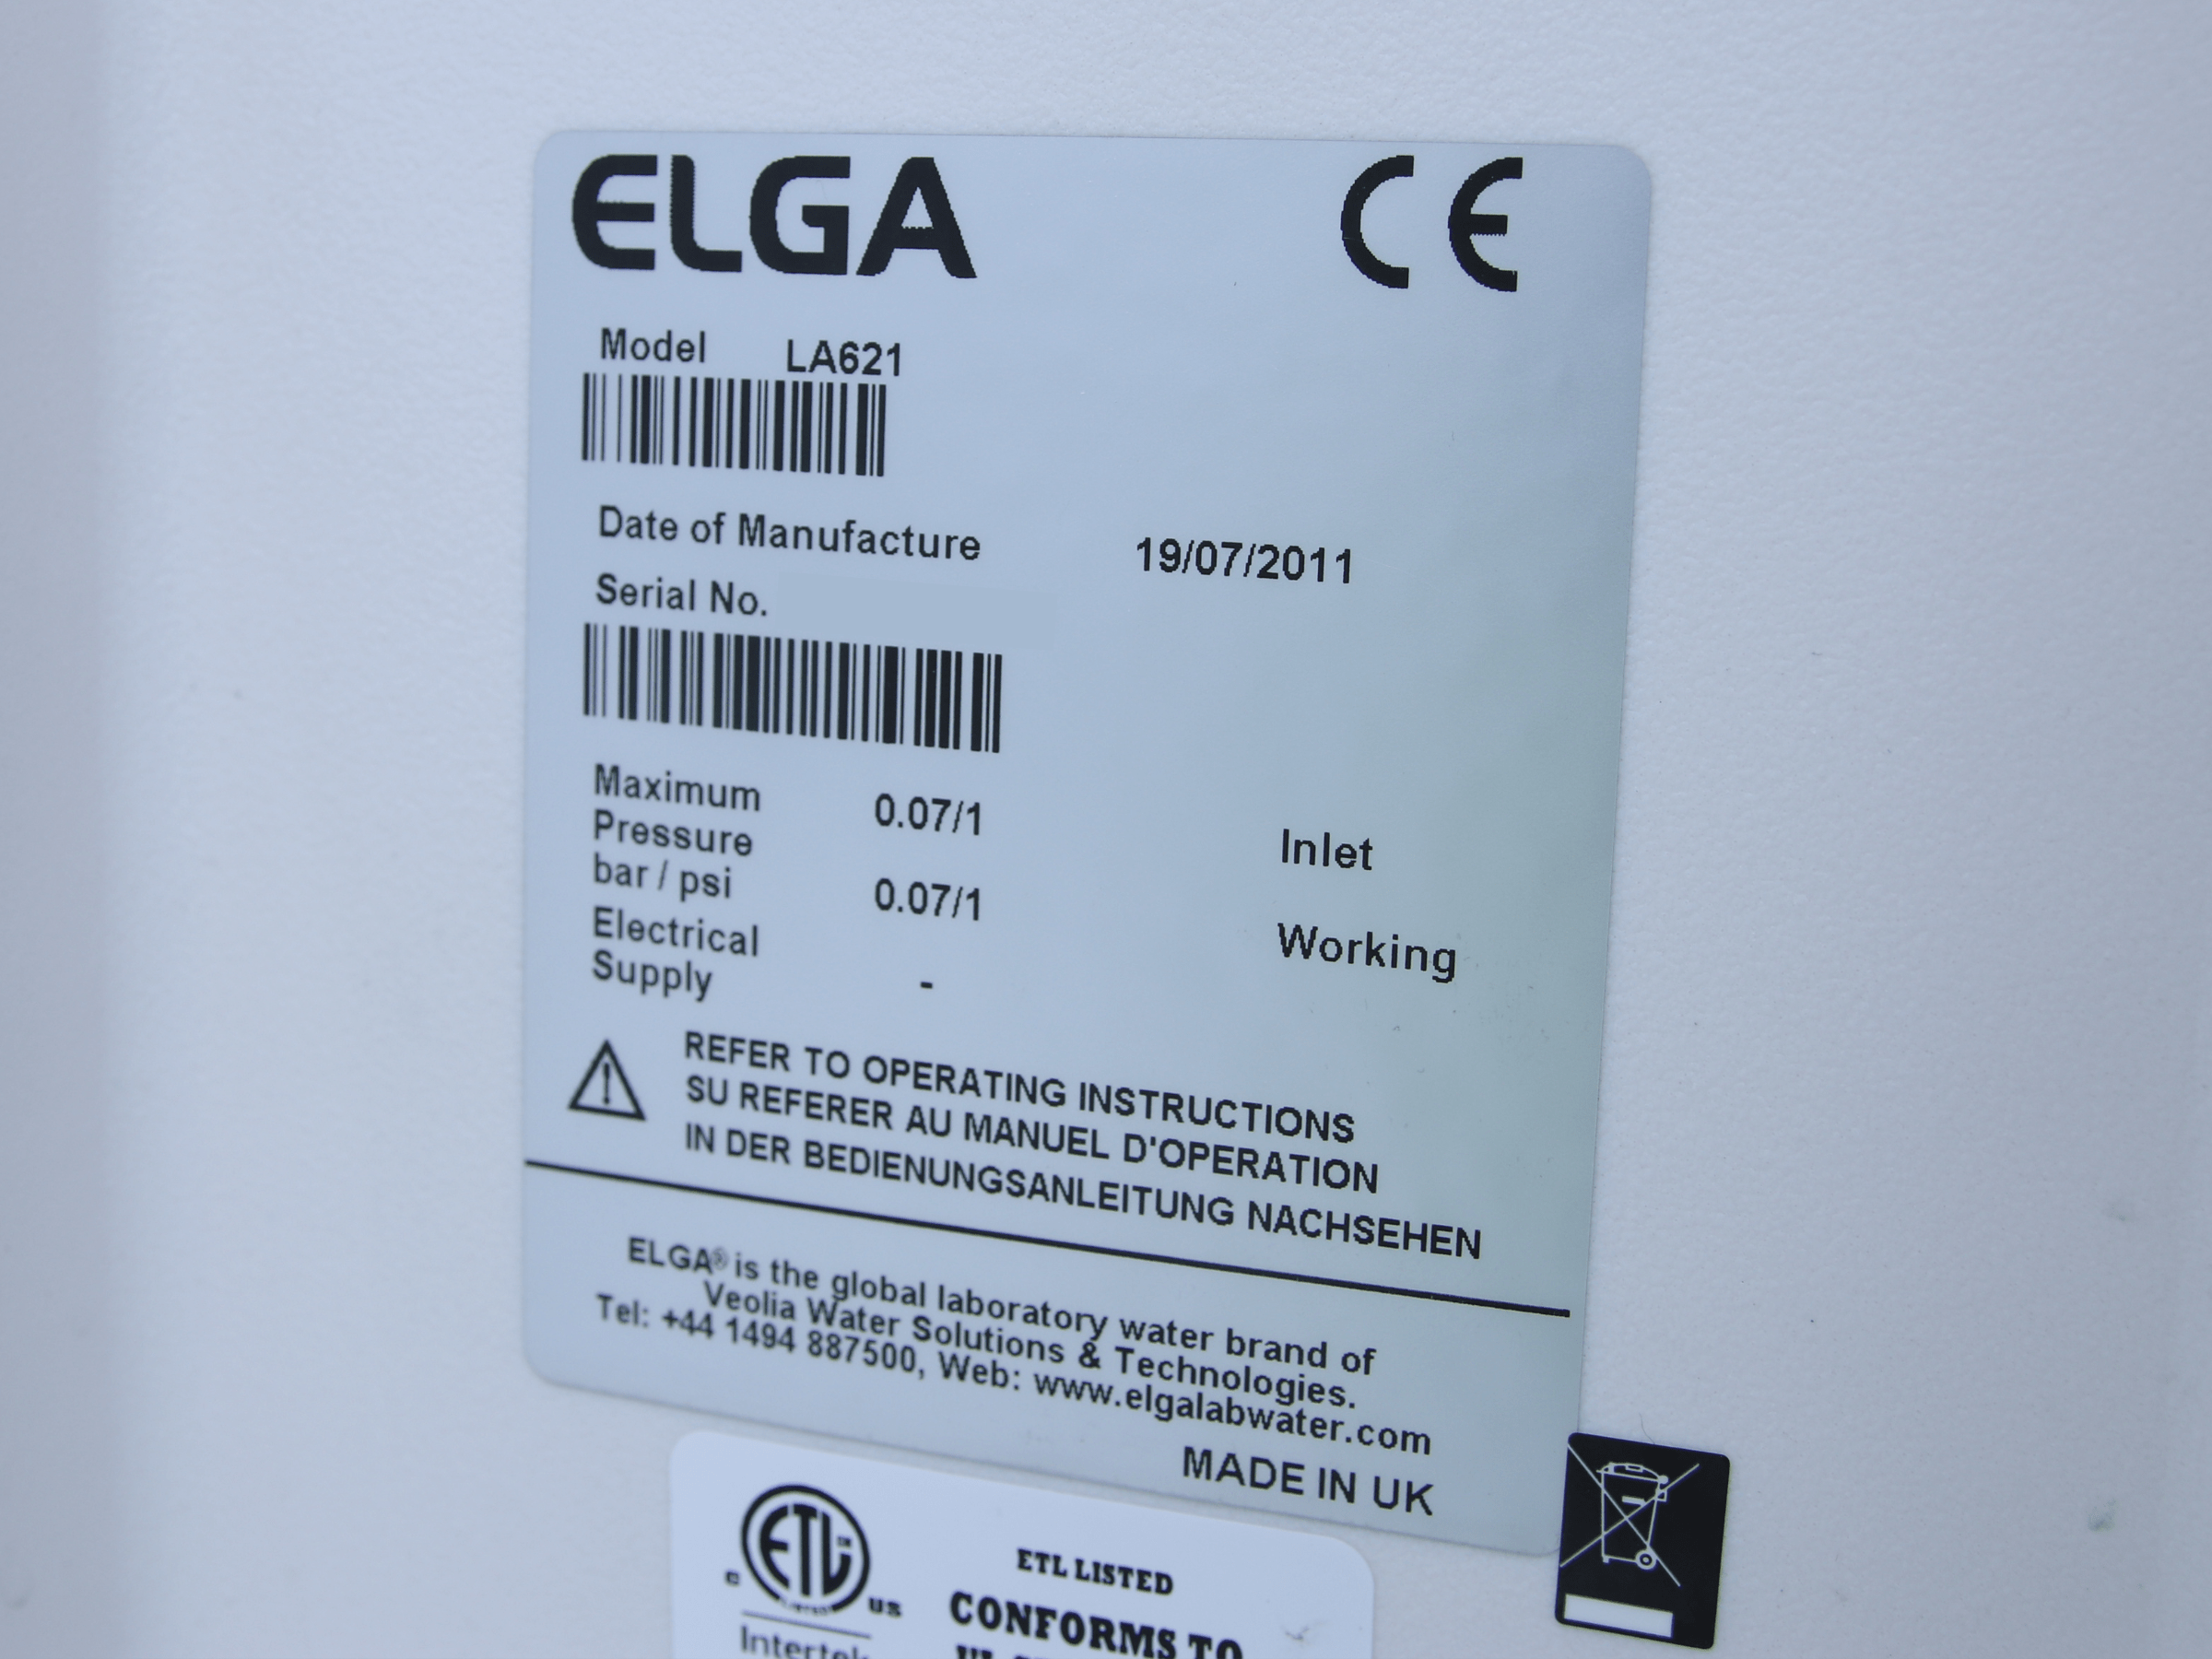 ELGA CE
Model LA621
Date of Manufacture 19/07/2011
Serial No.
Maximum 0.07/1 Inlet
Pressure
bar / psi 0.07/1 Working
Electrical
Supply -
REFER TO OPERATING INSTRUCTIONS
SU REFERER AU MANUEL D'OPERATION
IN DER BEDIENUNGSANLEITUNG NACHSEHEN
ELGA® is the global laboratory water brand of
Veolia Water Solutions & Technologies.
Tel: +44 1494 887500, Web: www.elgalabwater.com
MADE IN UK
ETL
c us
Intertek
ETL LISTED
CONFORMS TO